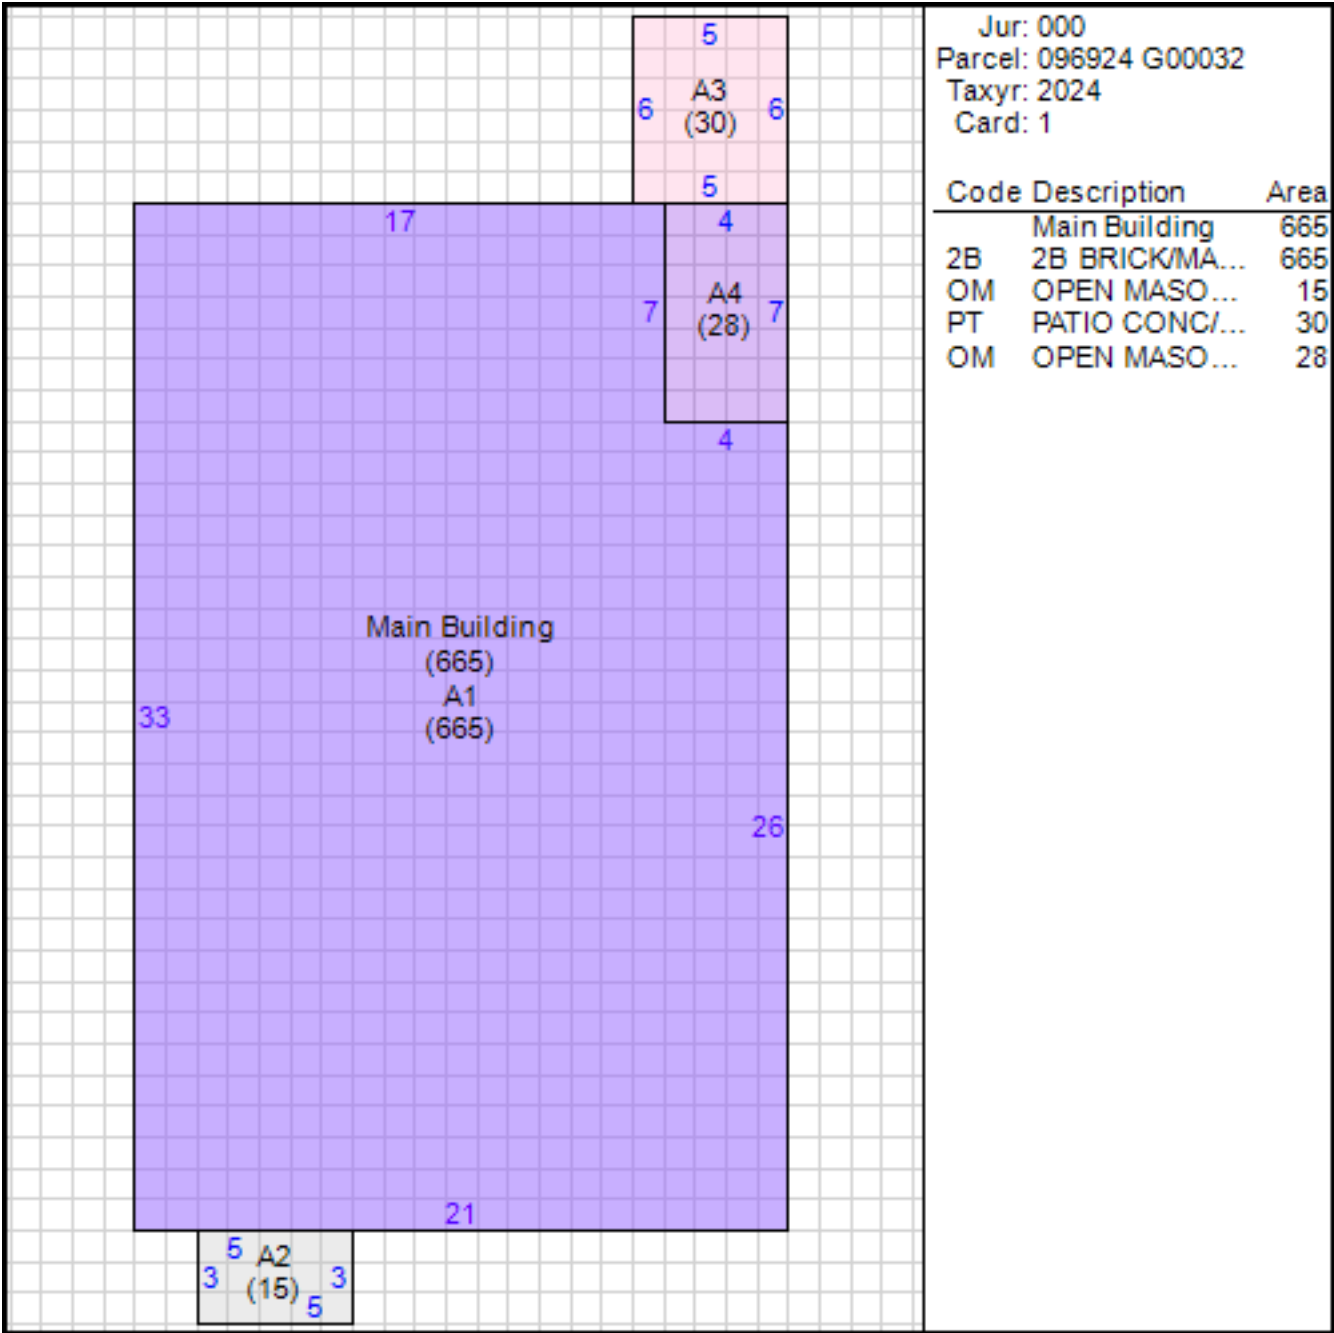 5
A3
6
6
(30)
5
17
4
A4
7
7
(28)
4
Main Building
(665)
A1
(665)
33
26
21
5
A2
3
3
(15)
5
Jur: 000
Parcel: 096924 G00032
Taxyr: 2024
Card: 1
Code Description Area
Main Building 665
2B 2B BRICK/MA... 665
OM OPEN MASO... 15
PT PATIO CONC/... 30
OM OPEN MASO... 28